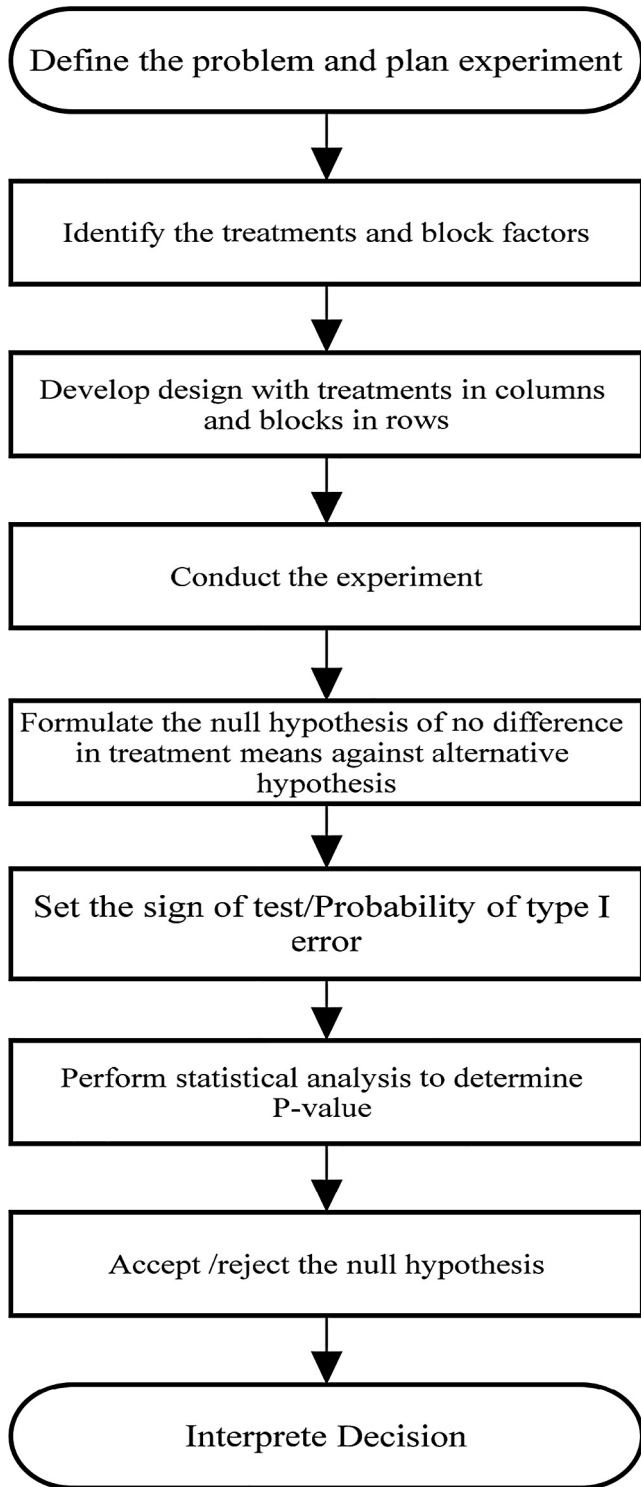 Define the problem and plan experiment
Identify the treatments and block factors
Develop design with treatments in columns
and blocks in rows
Conduct the experiment
Formulate the null hypothesis of no difference
in treatment means against alternative
hypothesis
Set the sign of test/Probability of type I
error
Perform statistical analysis to determine
P-value
Accept /reject the null hypothesis
Interprete Decision